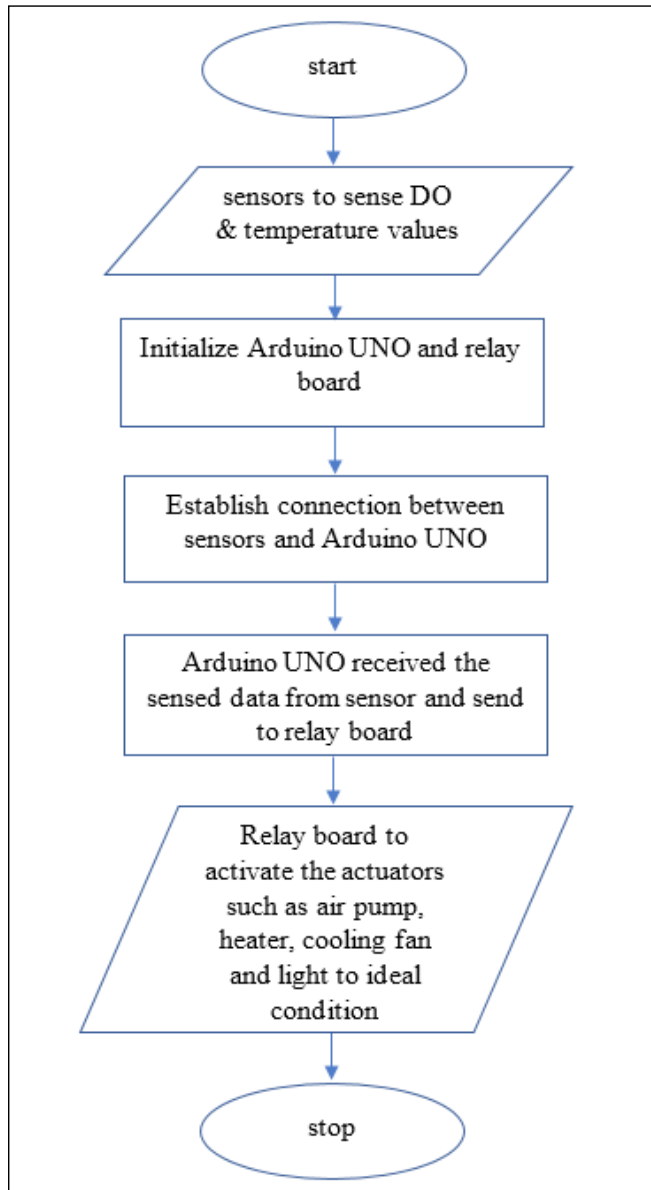 start
sensors to sense DO
& temperature values
Initialize Arduino UNO and relay
board
Establish connection between
sensors and Arduino UNO
Arduino UNO received the
sensed data from sensor and send
to relay board
Relay board to
activate the actuators
such as air pump,
heater, cooling fan
and light to ideal
condition
stop